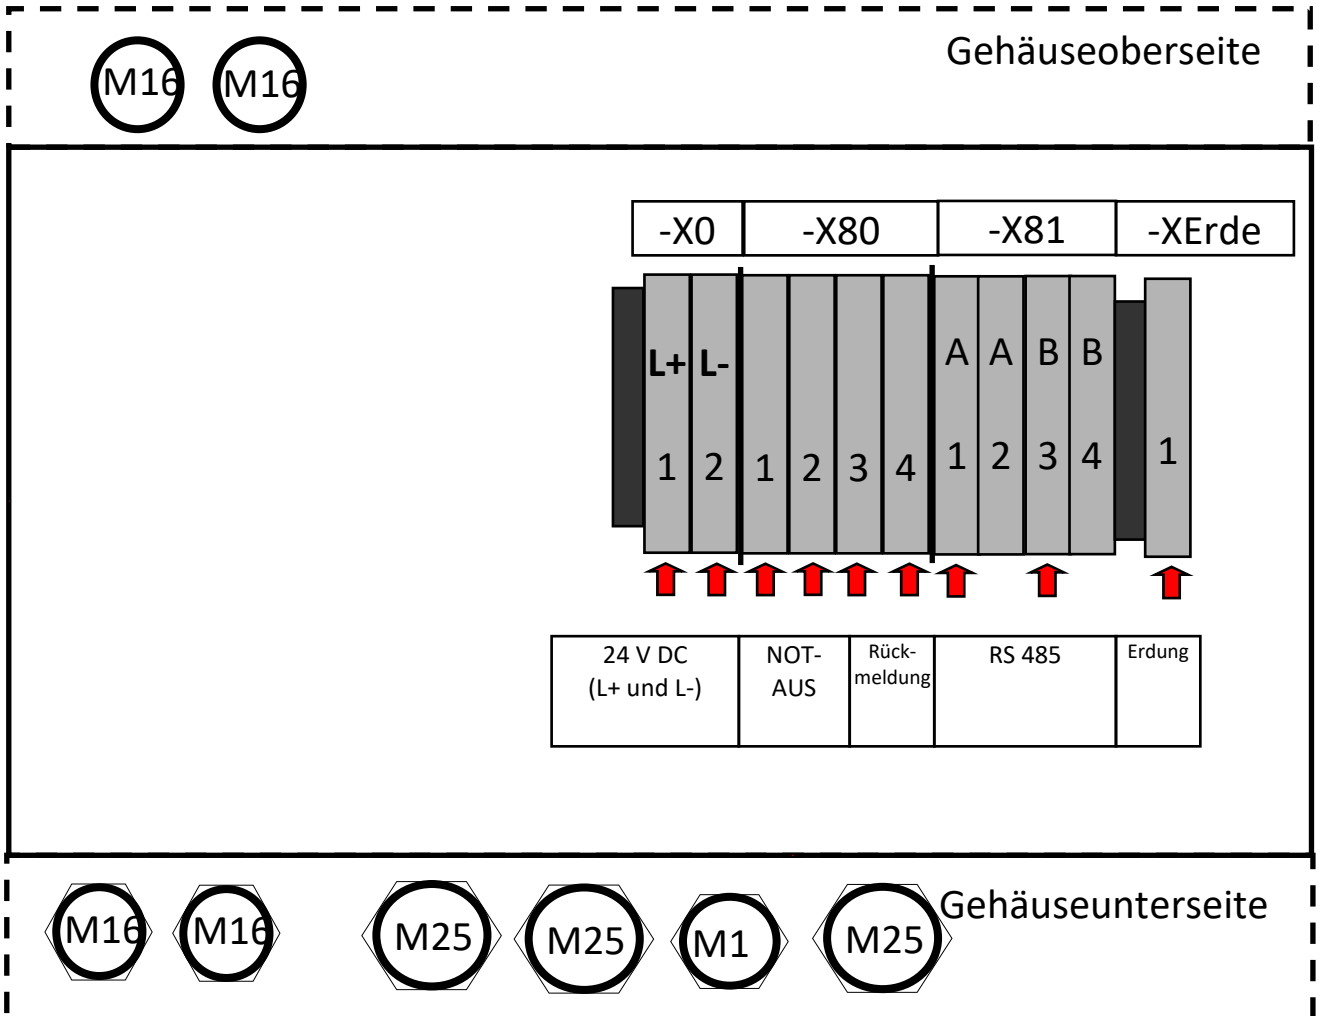 Gehäuseoberseite
M16 M16
-X0 -X80 -X81 -XErde
L+ L- A A B B
1 2 1 2 3 4 1 2 3 4 1
24 V DC
(L+ und L-)
NOT-
AUS
Rück-
meldung
RS 485
Erdung
Gehäuseunterseite
M16 M16 M25 M25 M1 M25